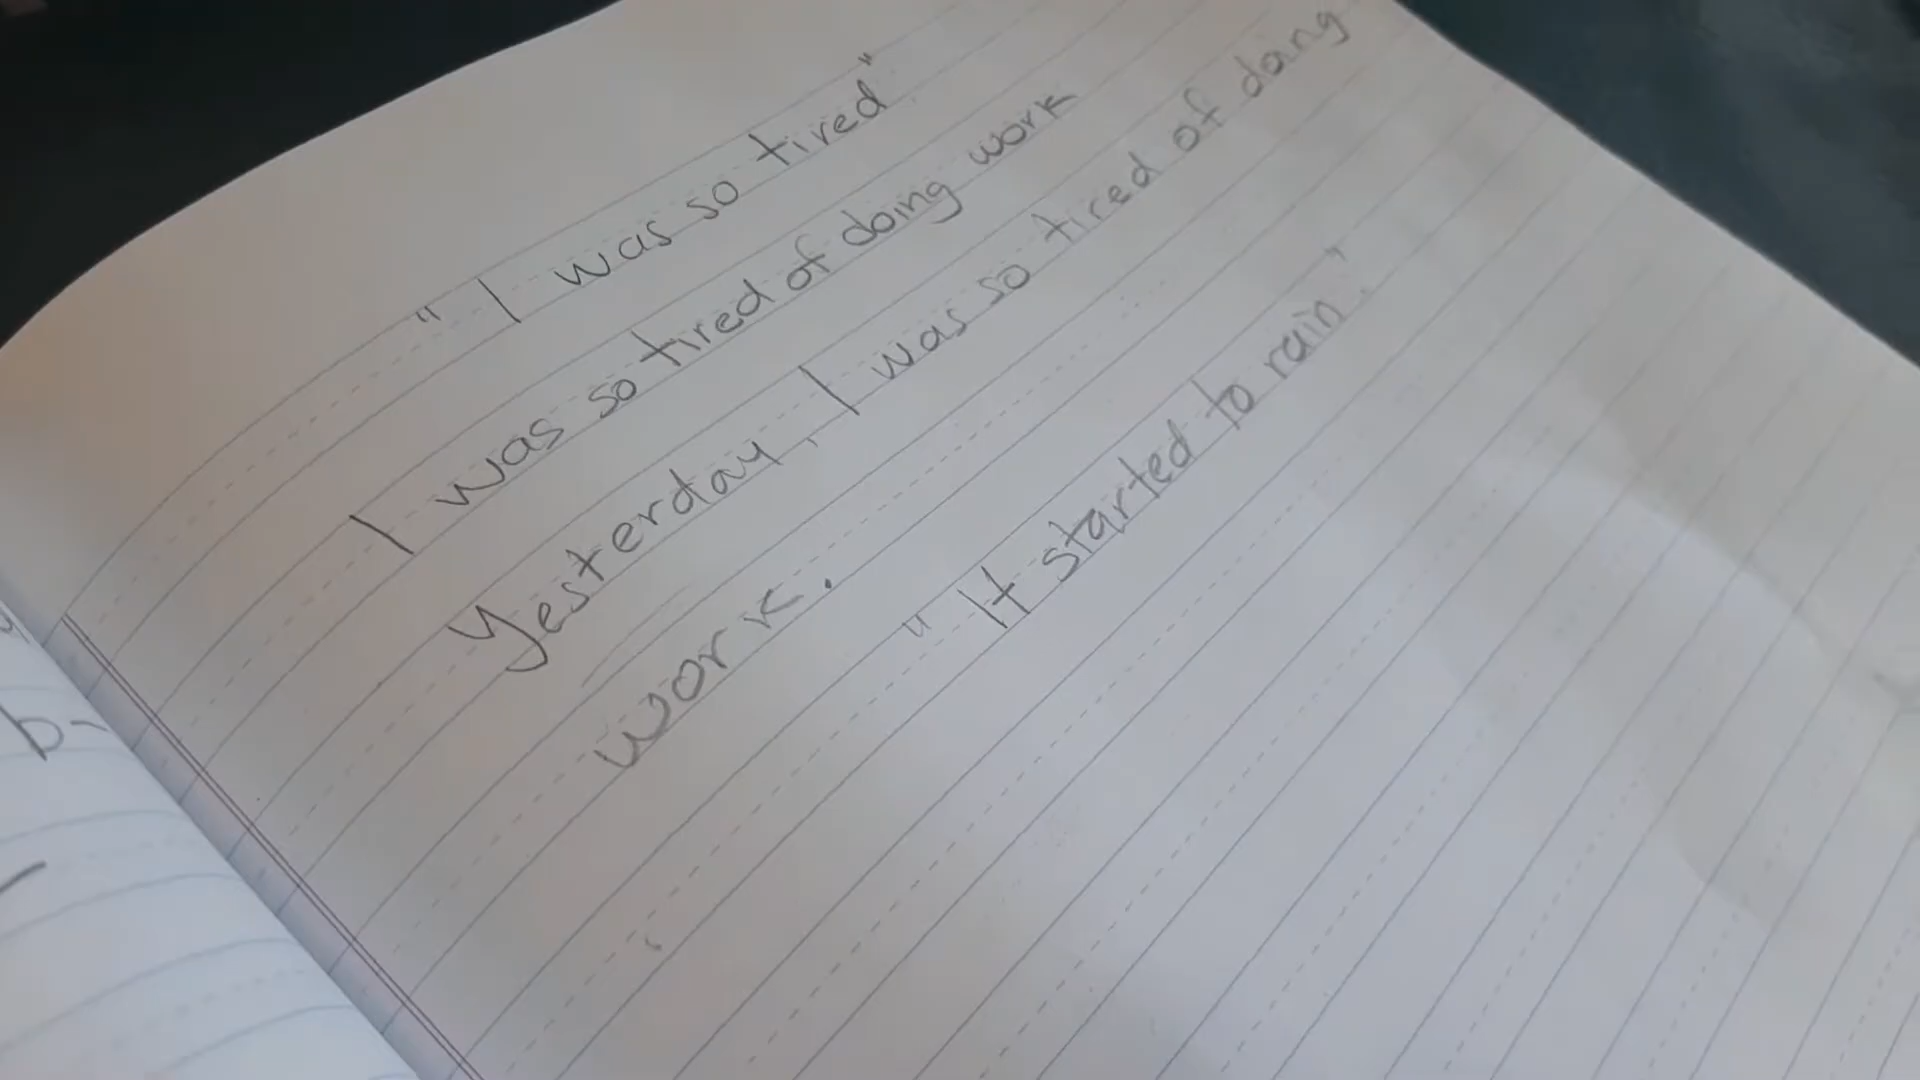 "I was so tired"
I was so tired of doing work
Yesterday, I was so tired of doing
work.
"It started to rain".